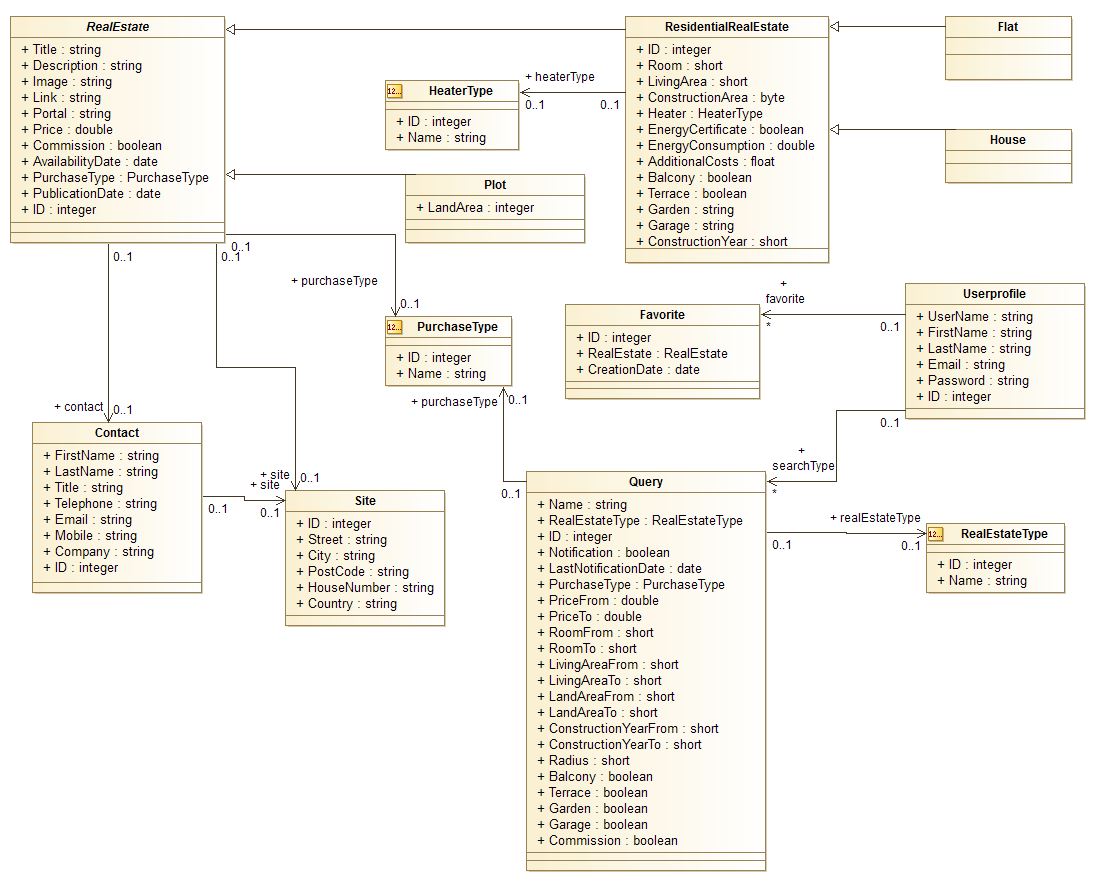 RealEstate
+ Title : string
+ Description : string
+ Image : string
+ Link : string
+ Portal : string
+ Price : double
+ Commission : boolean
+ AvailabilityDate : date
+ PurchaseType : PurchaseType
+ PublicationDate : date
+ ID : integer
ResidentialRealEstate
+ ID : integer
+ Room : short
+ LivingArea : short
+ ConstructionArea : byte
+ Heater : HeaterType
+ EnergyCertificate : boolean
+ EnergyConsumption : double
+ AdditionalCosts : float
+ Balcony : boolean
+ Terrace : boolean
+ Garden : string
+ Garage : string
+ ConstructionYear : short
Flat
House
+ heaterType
0..1
0..1
12...
HeaterType
+ ID : integer
+ Name : string
Plot
+ LandArea : integer
0..1
0..1
0..1
+ purchaseType
0..1
12...
PurchaseType
+ ID : integer
+ Name : string
+ purchaseType
0..1
0..1
Favorite
+ ID : integer
+ RealEstate : RealEstate
+ CreationDate : date
+
favorite
*
0..1
Userprofile
+ UserName : string
+ FirstName : string
+ LastName : string
+ Email : string
+ Password : string
+ ID : integer
0..1
+
searchType
*
+ contact
0..1
Contact
+ FirstName : string
+ LastName : string
+ Title : string
+ Telephone : string
+ Email : string
+ Mobile : string
+ Company : string
+ ID : integer
+ site
+ site
0..1
0..1
0..1
Site
+ ID : integer
+ Street : string
+ City : string
+ PostCode : string
+ HouseNumber : string
+ Country : string
Query
+ Name : string
+ RealEstateType : RealEstateType
+ ID : integer
+ Notification : boolean
+ LastNotificationDate : date
+ PurchaseType : PurchaseType
+ PriceFrom : double
+ PriceTo : double
+ RoomFrom : short
+ RoomTo : short
+ LivingAreaFrom : short
+ LivingAreaTo : short
+ LandAreaFrom : short
+ LandAreaTo : short
+ ConstructionYearFrom : short
+ ConstructionYearTo : short
+ Radius : short
+ Balcony : boolean
+ Terrace : boolean
+ Garden : boolean
+ Garage : boolean
+ Commission : boolean
+ realEstateType
0..1
0..1
12...
RealEstateType
+ ID : integer
+ Name : string